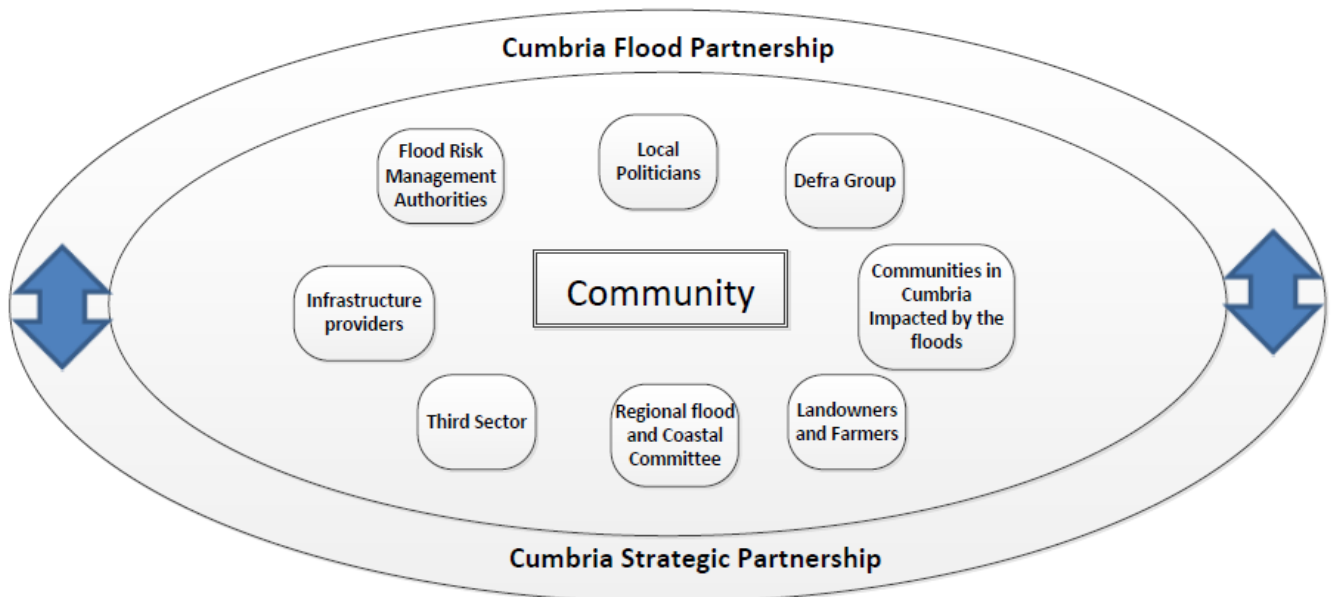 Cumbria Flood Partnership
Flood Risk
Management
Authorities
Local
Politicians
Defra Group
Infrastructure
providers
Community
Communities in
Cumbria
Impacted by the
floods
Third Sector
Regional flood
and Coastal
Committee
Landowners
and Farmers
Cumbria Strategic Partnership